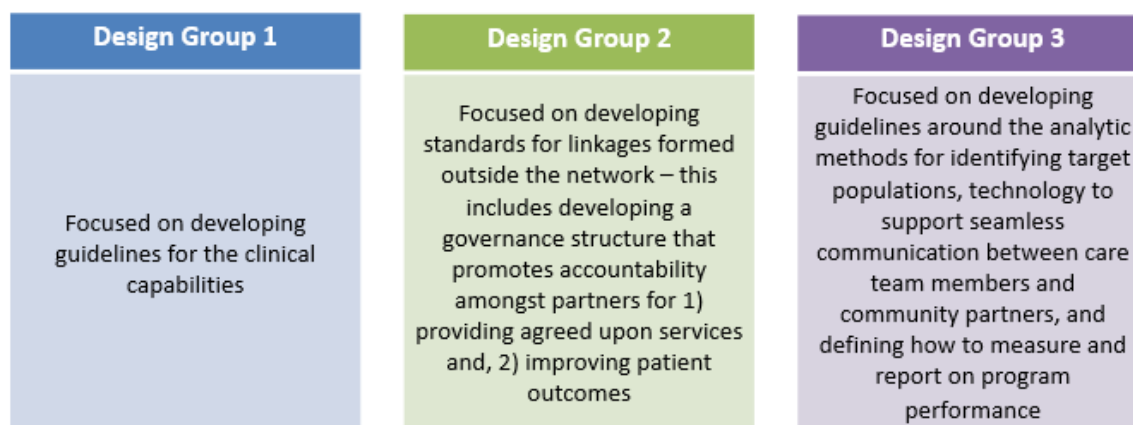 Design Group 1
Focused on developing
guidelines for the clinical
capabilities
Design Group 2
Focused on developing
standards for linkages formed
outside the network – this
includes developing a
governance structure that
promotes accountability
amongst partners for 1)
providing agreed upon services
and, 2) improving patient
outcomes
Design Group 3
Focused on developing
guidelines around the analytic
methods for identifying target
populations, technology to
support seamless
communication between care
team members and
community partners, and
defining how to measure and
report on program
performance